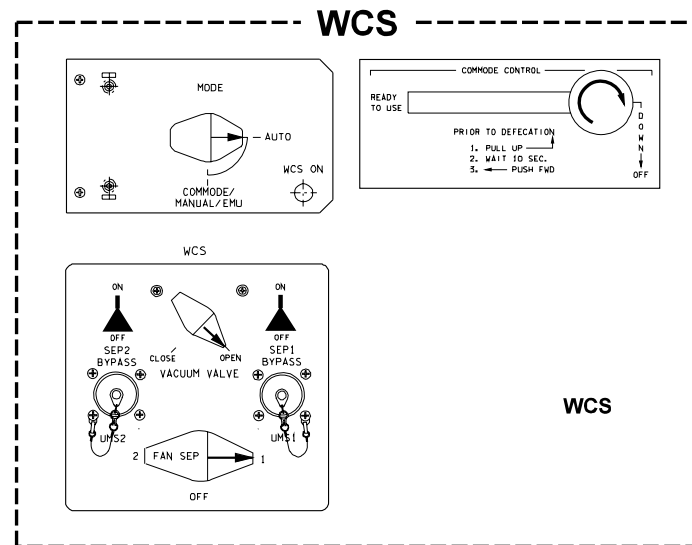 WCS
MODE
AUTO
WCS ON
COMMODE/
MANUAL/EMU
COMMODE CONTROL
READY
TO USE
PRIOR TO DEFECATION
1. PULL UP
2. WAIT 10 SEC.
3. PUSH FWD
DOWN
OFF
WCS
ON
OFF
SEP2
BYPASS
CLOSE
OPEN
VACUUM VALVE
ON
OFF
SEP1
BYPASS
UMS2
UMS1
2 FAN SEP 1
OFF
WCS